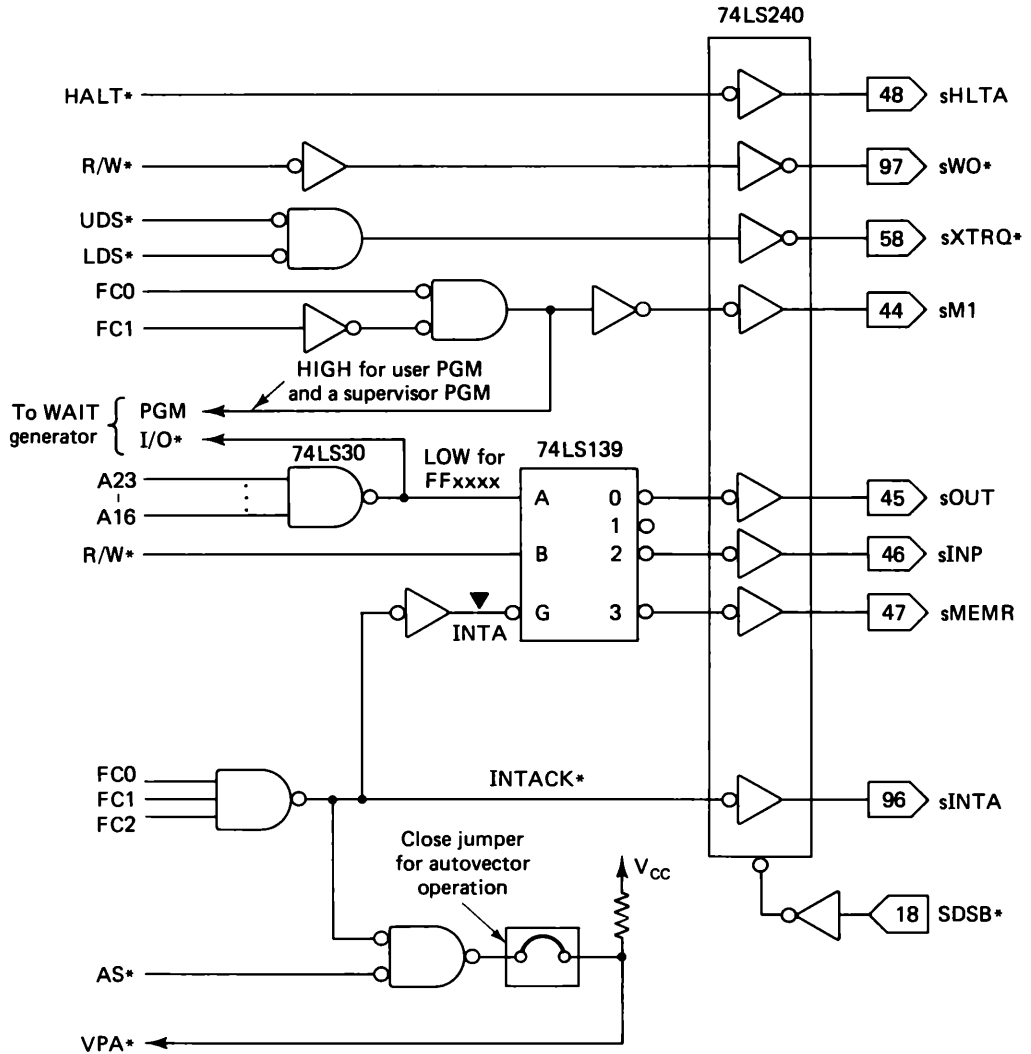 74LS240
HALT*
48 sHLTA
R/W*
97 sWO*
UDS*
LDS*
58 sXTRQ*
FC0
FC1
44 sM1
HIGH for user PGM
and a supervisor PGM
To WAIT
generator
PGM
I/O*
74LS30
LOW for
FFxxxx
74LS139
A23
A16
A 0
45 sOUT
1
R/W*
B 2
46 sINP
INTA
G 3
47 sMEMR
FC0
FC1
FC2
INTACK*
96 sINTA
Close jumper
for autovector
operation
VCC
18 SDSB*
AS*
VPA*